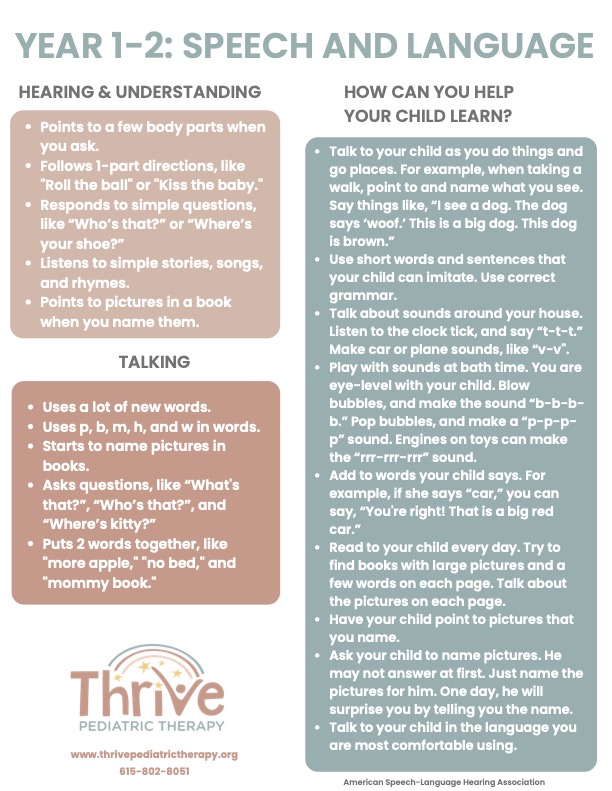 YEAR 1-2: SPEECH AND LANGUAGE
HEARING & UNDERSTANDING
• Points to a few body parts when
you ask.
• Follows 1-part directions, like
"Roll the ball" or "Kiss the baby."
• Responds to simple questions,
like “Who’s that?” or “Where’s
your shoe?”
• Listens to simple stories, songs,
and rhymes.
• Points to pictures in a book
when you name them.
TALKING
• Uses a lot of new words.
• Uses p, b, m, h, and w in words.
• Starts to name pictures in
books.
• Asks questions, like “What's
that?”, “Who’s that?”, and
“Where’s kitty?”
• Puts 2 words together, like
"more apple," "no bed," and
"mommy book."
Thrive
PEDIATRIC THERAPY
www.thrivepediatrictherapy.org
615-802-8051
HOW CAN YOU HELP
YOUR CHILD LEARN?
• Talk to your child as you do things and
go places. For example, when taking a
walk, point to and name what you see.
Say things like, “I see a dog. The dog
says ‘woof.’ This is a big dog. This dog
is brown.”
• Use short words and sentences that
your child can imitate. Use correct
grammar.
• Talk about sounds around your house.
Listen to the clock tick, and say “t-t-t.”
Make car or plane sounds, like “v-v".
• Play with sounds at bath time. You are
eye-level with your child. Blow
bubbles, and make the sound “b-b-b-
b.” Pop bubbles, and make a “p-p-p-
p” sound. Engines on toys can make
the “rrr-rrr-rrr” sound.
• Add to words your child says. For
example, if she says “car,” you can
say, “You're right! That is a big red
car.”
• Read to your child every day. Try to
find books with large pictures and a
few words on each page. Talk about
the pictures on each page.
• Have your child point to pictures that
you name.
• Ask your child to name pictures. He
may not answer at first. Just name the
pictures for him. One day, he will
surprise you by telling you the name.
• Talk to your child in the language you
are most comfortable using.
American Speech-Language Hearing Association